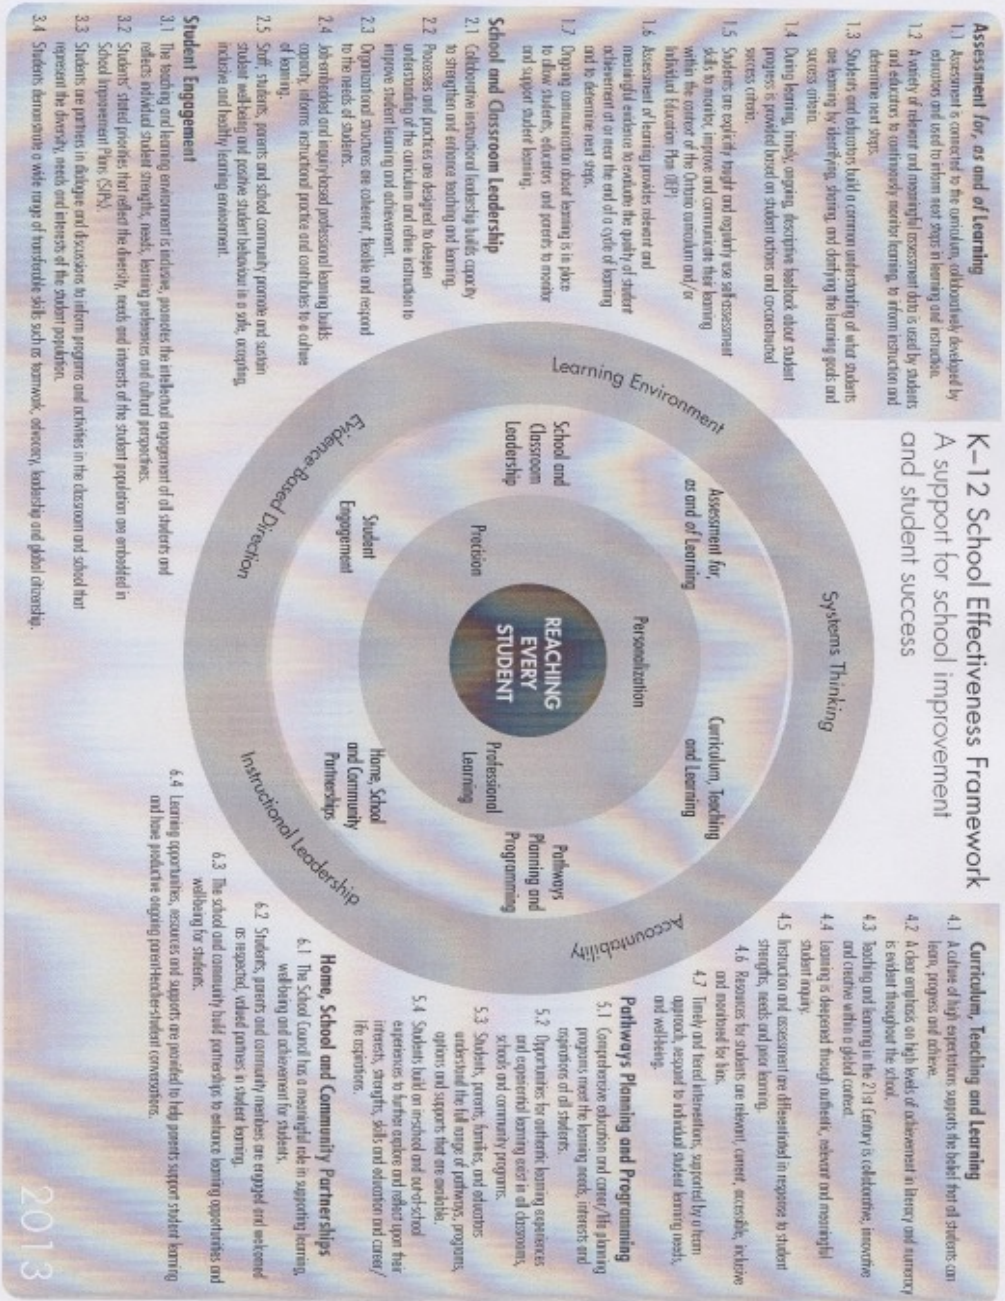 K–12 School Effectiveness Framework
A support for school improvement
and student success
Assessment for, as and of Learning
1.1 Assessment is connected to the curriculum, collaboratively developed by
educators and used to inform next steps in learning and instruction.
1.2 A variety of relevant and meaningful assessment data is used by students
and educators to continuously monitor learning, to inform instruction and
determine next steps.
1.3 Students and educators build a common understanding of what students
are learning by identifying, sharing, and clarifying the learning goals and
success criteria.
1.4 During learning, timely, ongoing, descriptive feedback about student
progress is provided based on student actions and co-constructed
success criteria.
1.5 Students are explicitly taught and regularly use self-assessment
skills to monitor, improve and communicate their learning
within the context of the Ontario curriculum and/or
Individual Education Plan (IEP)
1.6 Assessment of learning provides relevant and
meaningful evidence to evaluate the quality of student
achievement at or near the end of a cycle of learning
and to determine next steps.
1.7 Ongoing communication about learning is in place
to allow students, educators and parents to monitor
and support student learning.
School and Classroom Leadership
2.1 Collaborative instructional leadership builds capacity
to strengthen and enhance teaching and learning.
2.2 Processes and practices are designed to deepen
understanding of the curriculum and refine instruction to
improve student learning and achievement.
2.3 Organizational structures are coherent, flexible and respond
to the needs of students.
2.4 Job-embedded and inquiry-based professional learning builds
capacity, informs instructional practice and contributes to a culture
of learning.
2.5 Staff, students, parents and school community promote and sustain
student well-being and positive student behaviour in a safe, accepting,
inclusive and healthy learning environment.
Student Engagement
3.1 The teaching and learning environment is inclusive, promotes the intellectual engagement of all students and
reflects individual student strengths, needs, learning preferences and cultural perspectives.
3.2 Students' stated priorities that reflect the diversity, needs and interests of the student population are embedded in
School Improvement Plans (SIPs).
3.3 Students are partners in dialogue and discussions to inform programs and activities in the classroom and school that
represent the diversity, needs and interests of the student population.
3.4 Students demonstrate a wide range of transferable skills such as teamwork, advocacy, leadership and global citizenship.
Systems Thinking
Learning Environment
Accountability
Evidence-Based Direction
Instructional Leadership
Assessment for,
as and of Learning
Curriculum, Teaching
and Learning
School and
Classroom
Leadership
Pathways
Planning and
Programming
Student
Engagement
Home, School
and Community
Partnerships
Personalization
Precision
Professional
Learning
REACHING
EVERY
STUDENT
Curriculum, Teaching and Learning
4.1 A culture of high expectations supports the belief that all students can
learn, progress and achieve.
4.2 A clear emphasis on high levels of achievement in literacy and numeracy
is evident throughout the school.
4.3 Teaching and learning in the 21st Century is collaborative, innovative
and creative within a global context.
4.4 Learning is deepened through authentic, relevant and meaningful
student inquiry.
4.5 Instruction and assessment are differentiated in response to student
strengths, needs and prior learning.
4.6 Resources for students are relevant, current, accessible, inclusive
and monitored for bias.
4.7 Timely and tiered interventions, supported by a team
approach, respond to individual student learning needs,
and well-being.
Pathways Planning and Programming
5.1 Comprehensive education and career/life planning
programs meet the learning needs, interests and
aspirations of all students.
5.2 Opportunities for authentic learning experiences
and experiential learning exist in all classrooms,
schools and community programs.
5.3 Students, parents, families, and educators
understand the full range of pathways, programs,
options and supports that are available.
5.4 Students build on in-school and out-of-school
experiences to further explore and reflect upon their
interests, strengths, skills and education and career/
life aspirations.
Home, School and Community Partnerships
6.1 The School Council has a meaningful role in supporting learning,
well-being and achievement for students.
6.2 Students, parents and community members are engaged and welcomed
as respected, valued partners in student learning.
6.3 The school and community build partnerships to enhance learning opportunities and
well-being for students.
6.4 Learning opportunities, resources and supports are provided to help parents support student learning
and have productive ongoing parent-teacher-student conversations.
2013